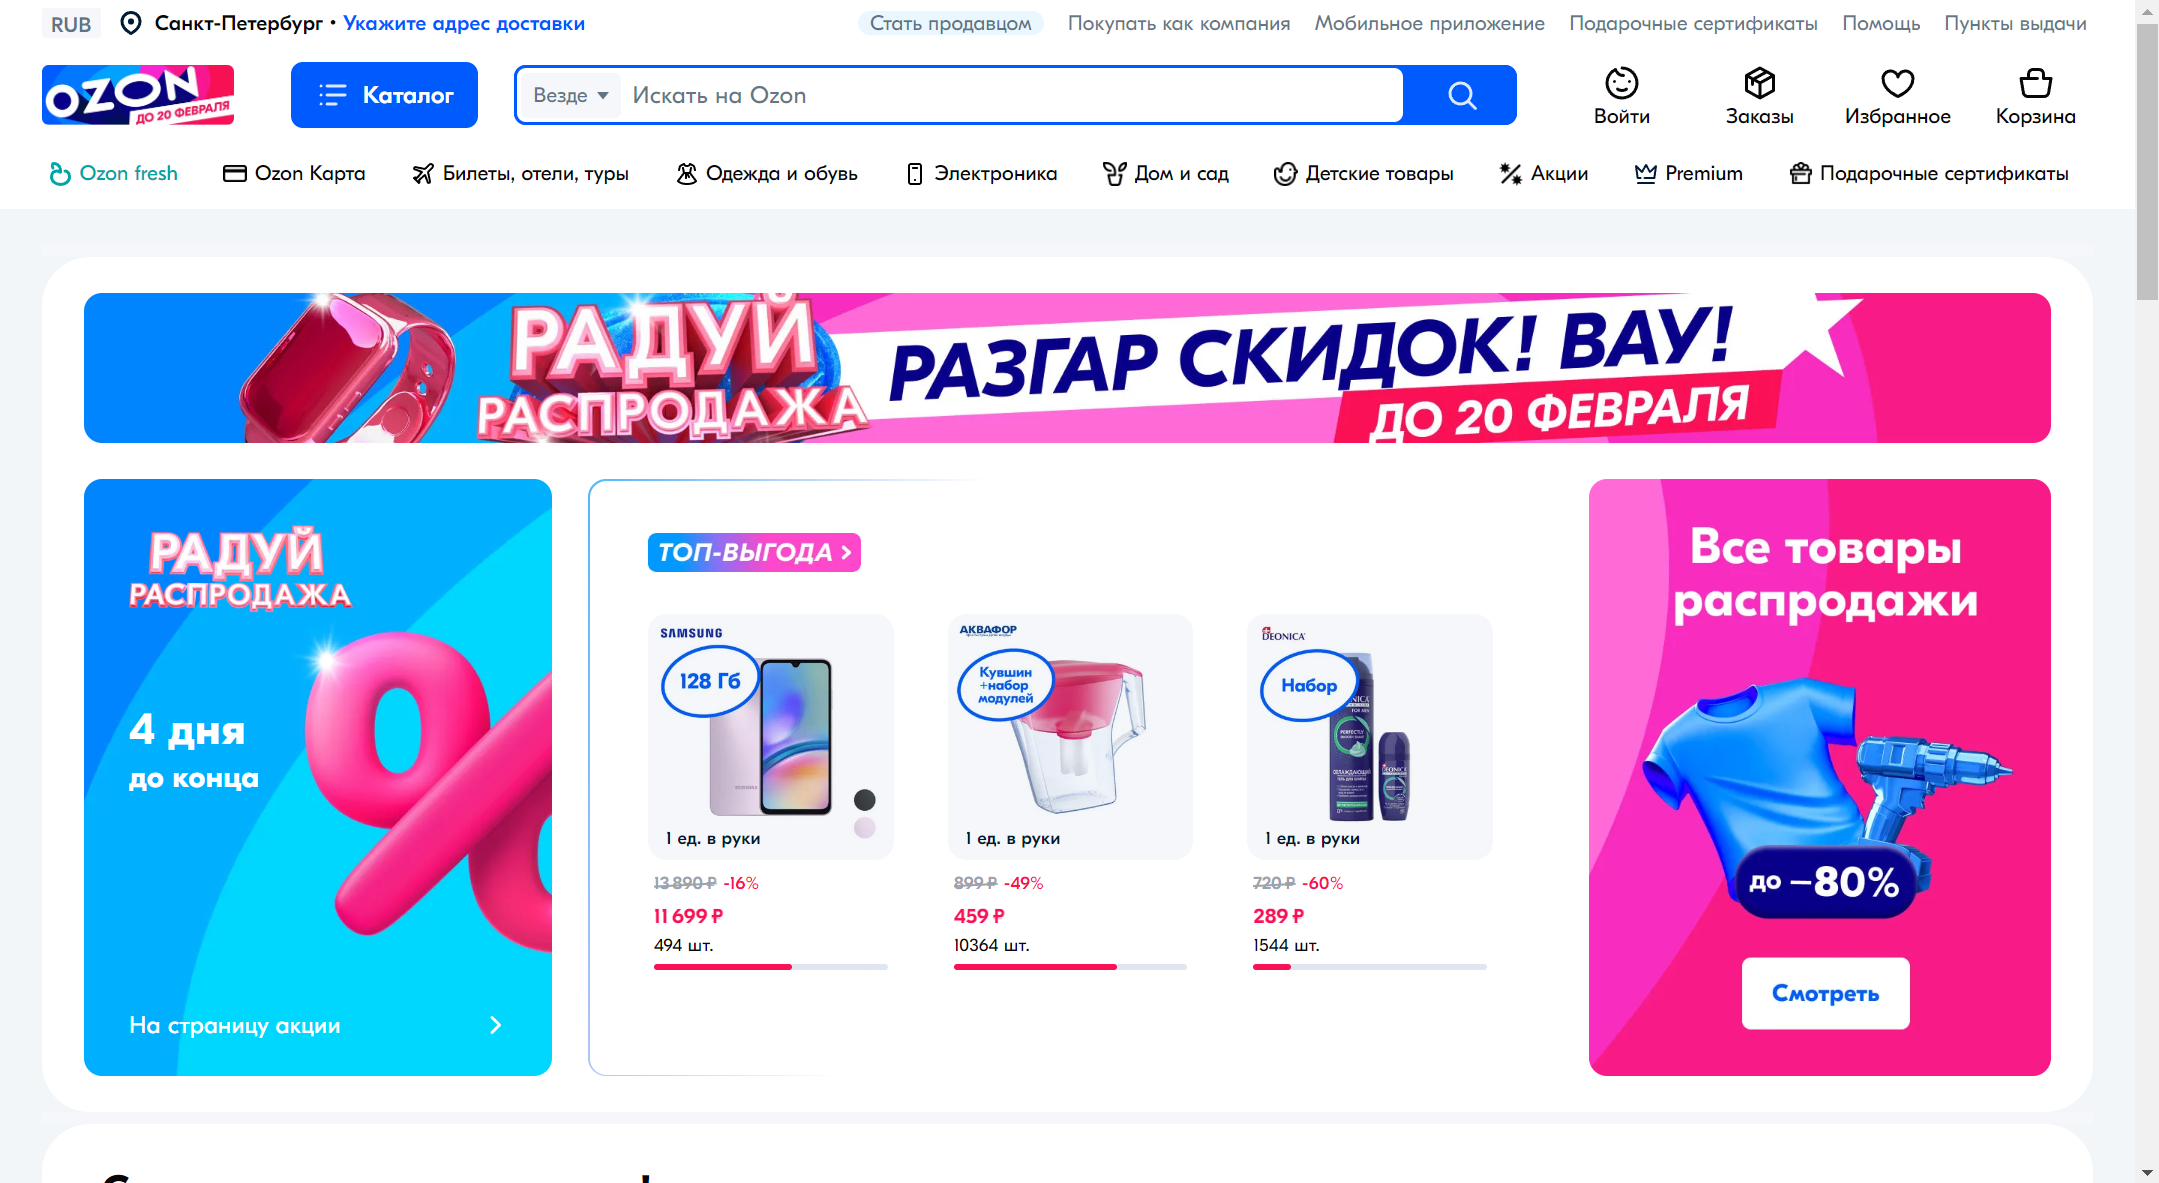 RUB
Санкт-Петербург • Укажите адрес доставки
Стать продавцом
Покупать как компания
Мобильное приложение
Подарочные сертификаты
Помощь
Пункты выдачи
OZON
ДО 20 ФЕВРАЛЯ
Каталог
Везде
Искать на Ozon
Войти
Заказы
Избранное
Корзина
Ozon fresh
Ozon Карта
Билеты, отели, туры
Одежда и обувь
Электроника
Дом и сад
Детские товары
Акции
Premium
Подарочные сертификаты
РАДУЙ
РАСПРОДАЖА
РАЗГАР СКИДОК! ВАУ!
ДО 20 ФЕВРАЛЯ
РАДУЙ
РАСПРОДАЖА
4 дня
до конца
%
На страницу акции
ТОП-ВЫГОДА
SAMSUNG
128 Гб
1 ед. в руки
13 890 ₽ -16%
11 699 ₽
494 шт.
АКВАФОР
Кувшин
+набор
модулей
1 ед. в руки
899 ₽ -49%
459 ₽
10364 шт.
DEONICA
Набор
FOR MEN
PERFECTLY
ОХЛАЖДАЮЩИЙ
1 ед. в руки
720 ₽ -60%
289 ₽
1544 шт.
Все товары
распродажи
до –80%
Смотреть